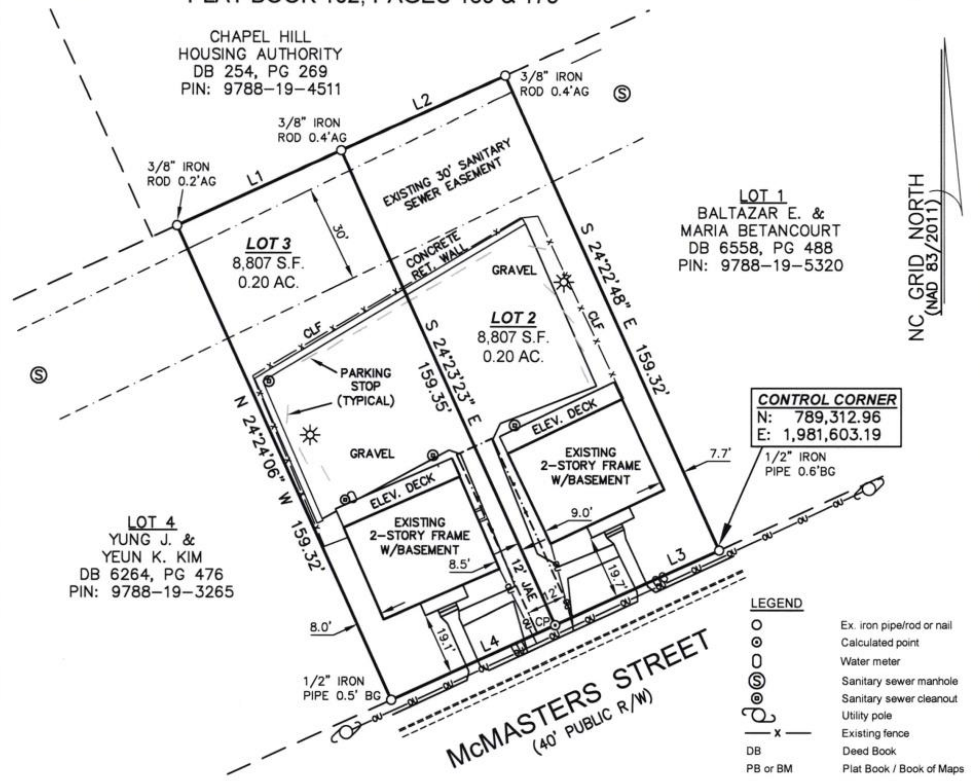 PLAT BOOK 102, PAGES 160 & 173
CHAPEL HILL
HOUSING AUTHORITY
DB 254, PG 269
PIN: 9788-19-4511
3/8" IRON
ROD 0.4'AG
3/8" IRON
ROD 0.4'AG
3/8" IRON
ROD 0.2'AG
L1
L2
S
EXISTING 30' SANITARY
SEWER EASEMENT
30'
LOT 3
8,807 S.F.
0.20 AC.
CONCRETE
RET. WALL
GRAVEL
CLF
CLF
LOT 2
8,807 S.F.
0.20 AC.
LOT 1
BALTAZAR E. &
MARIA BETANCOURT
DB 6558, PG 488
PIN: 9788-19-5320
NC GRID NORTH
(NAD 83/2011)
S 24°22'48" E 159.32'
S 24°23'23" E
159.35'
N 24°24'06" W 159.32'
S
PARKING
STOP
(TYPICAL)
GRAVEL
ELEV. DECK
ELEV. DECK
EXISTING
2-STORY FRAME
W/BASEMENT
EXISTING
2-STORY FRAME
W/BASEMENT
CONTROL CORNER
N: 789,312.96
E: 1,981,603.19
1/2" IRON
PIPE 0.6'BG
7.7'
9.0'
8.5'
12' JAE
12'
19.7'
19.1'
8.0'
CP
L3
L4
LOT 4
YUNG J. &
YEUN K. KIM
DB 6264, PG 476
PIN: 9788-19-3265
1/2" IRON
PIPE 0.5' BG
OU
McMASTERS STREET
(40' PUBLIC R/W)
LEGEND
Ex. iron pipe/rod or nail
Calculated point
Water meter
S Sanitary sewer manhole
Sanitary sewer cleanout
Utility pole
x Existing fence
DB Deed Book
PB or BM Plat Book / Book of Maps